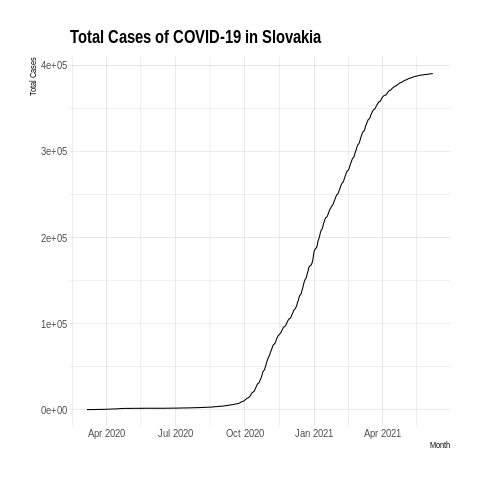 Total Cases of COVID-19 in Slovakia
Total Cases
4e+05
3e+05
2e+05
1e+05
0e+00
Apr 2020 Jul 2020 Oct 2020 Jan 2021 Apr 2021
Month